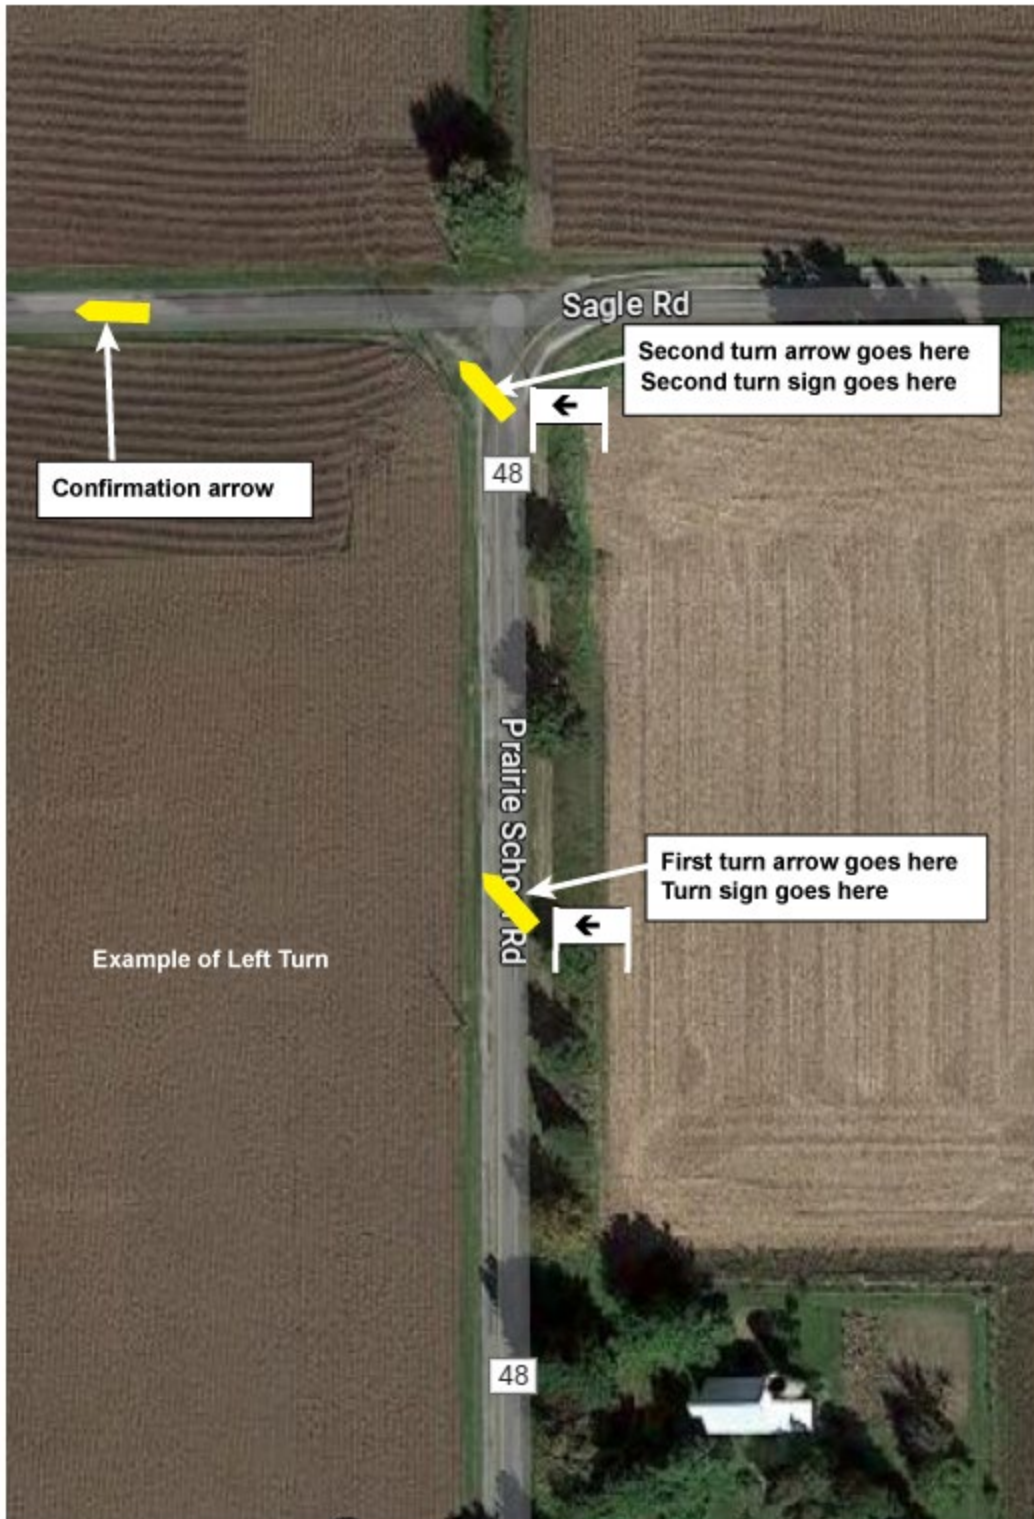 Sagle Rd
Second turn arrow goes here
Second turn sign goes here
48
Confirmation arrow
Prairie School Rd
First turn arrow goes here
Turn sign goes here
Example of Left Turn
48